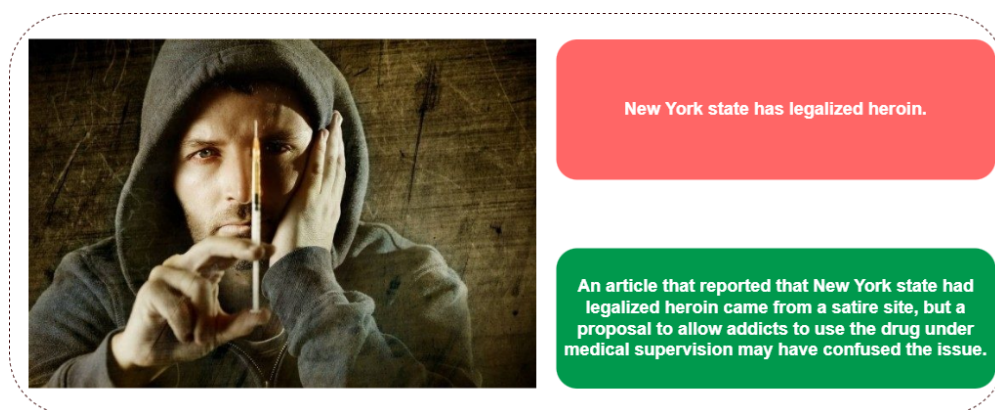 New York state has legalized heroin.
An article that reported that New York state had
legalized heroin came from a satire site, but a
proposal to allow addicts to use the drug under
medical supervision may have confused the issue.